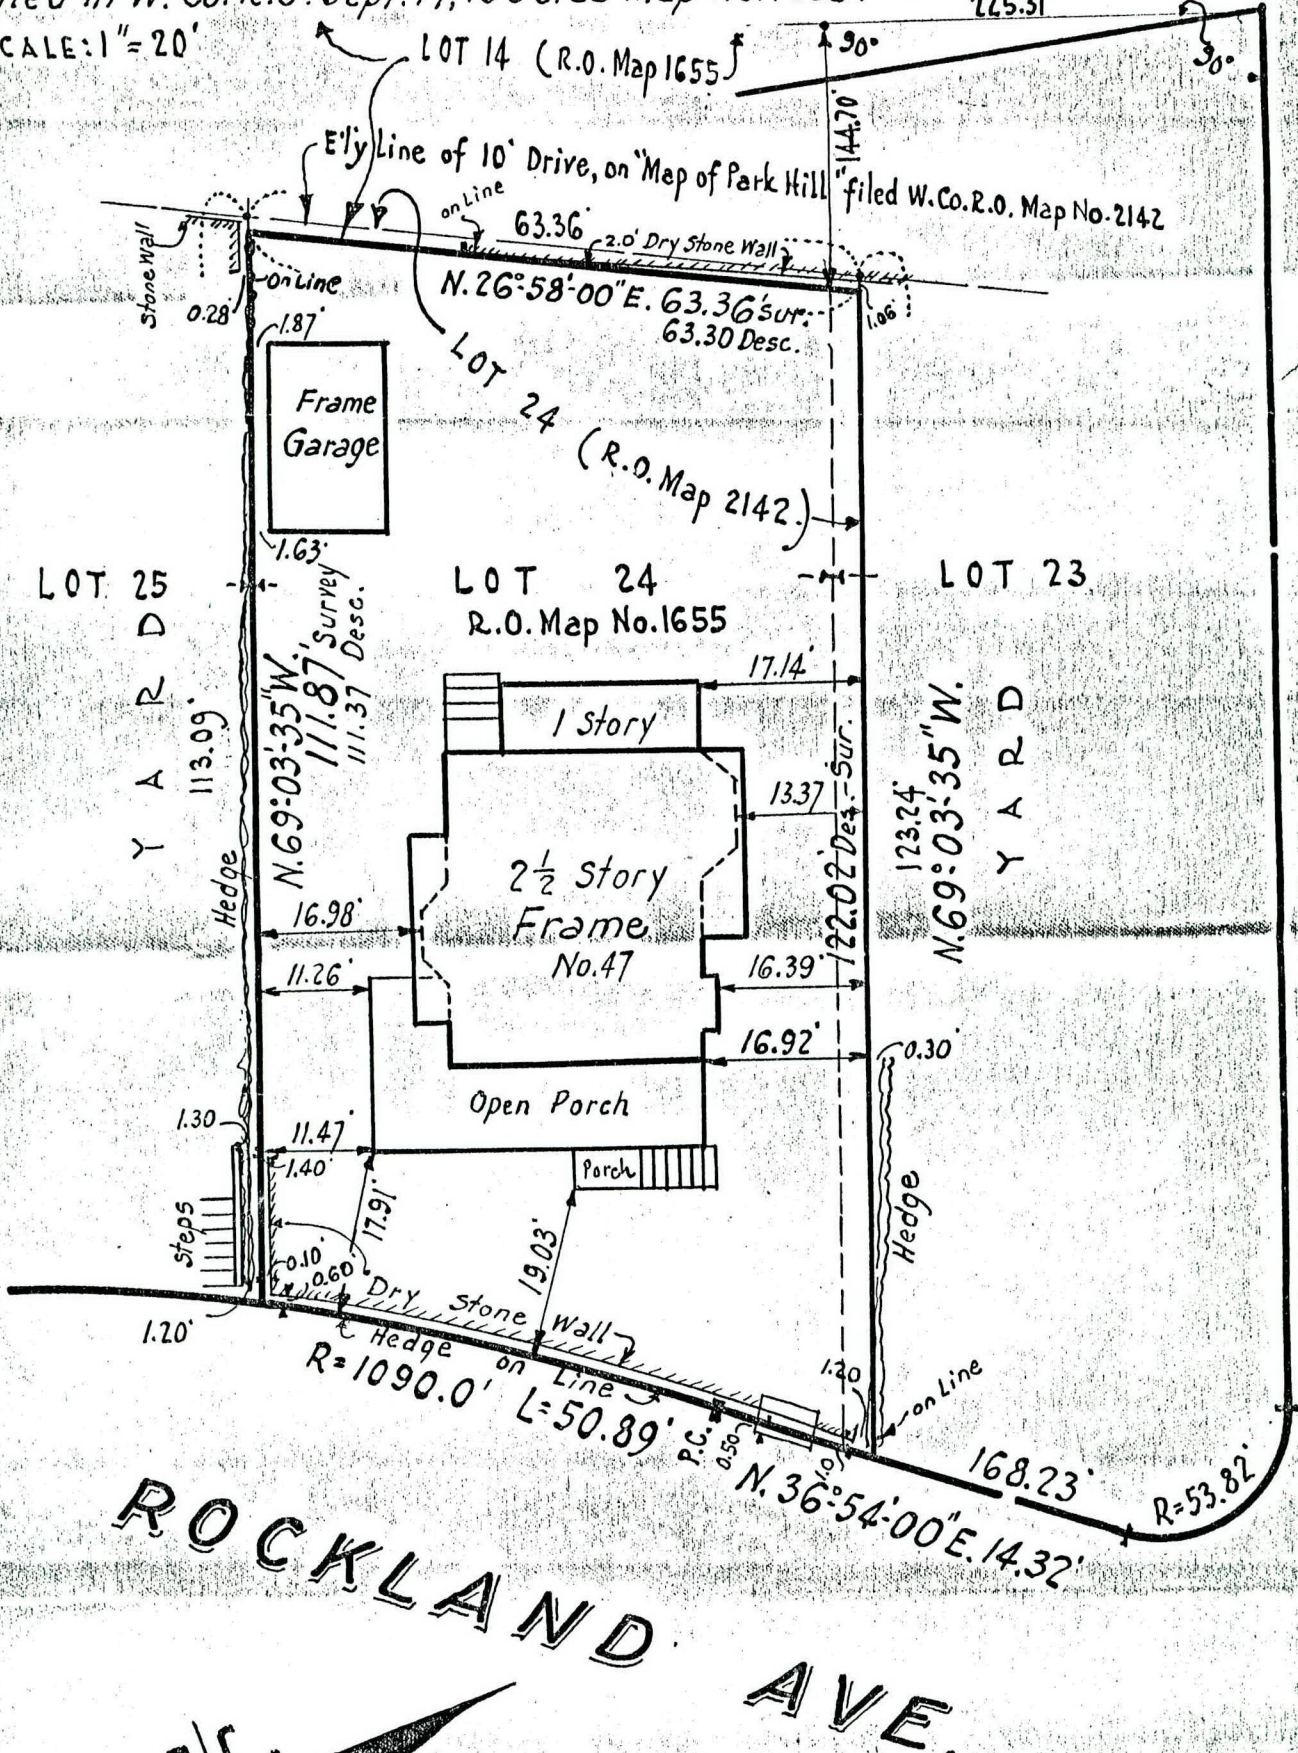 225.31
SCALE: 1"= 20'
LOT 14 (R.O. Map 1655)
90°
90°
144.70'
E'ly Line of 10' Drive, on "Map of Park Hill" filed W.Co.R.O. Map No. 2142
on Line
63.36'
2.0' Dry Stone Wall
Stone Wall
on Line
0.28'
N.26°-58'-00"E. 63.36' Sur.
63.30 Desc.
1.06'
1.87'
Frame
Garage
LOT 24 (R.O. Map 2142)
1.63'
LOT 25
LOT 24
R.O. Map No. 1655
LOT 23
YARD
113.09'
N.69°-03'-35"W.
111.87' Survey
111.37 Desc.
17.14'
1 Story
13.37
122.02' Des.-Sur.
123.24'
N.69°-03'-35"W.
YARD
Hedge
2½ Story
Frame
No.47
16.98'
11.26'
16.39'
16.92'
0.30'
Open Porch
1.30
11.47'
1.40'
Porch
Steps
17.91'
19.03'
Hedge
0.10'
0.60'
Dry Stone Wall
1.20'
Hedge on Line
R=1090.0' L=50.89'
P.C.
0.50
1.0
1.20
on Line
N.36°-54'-00"E. 14.32'
168.23'
R=53.82'
ROCKLAND AVE.